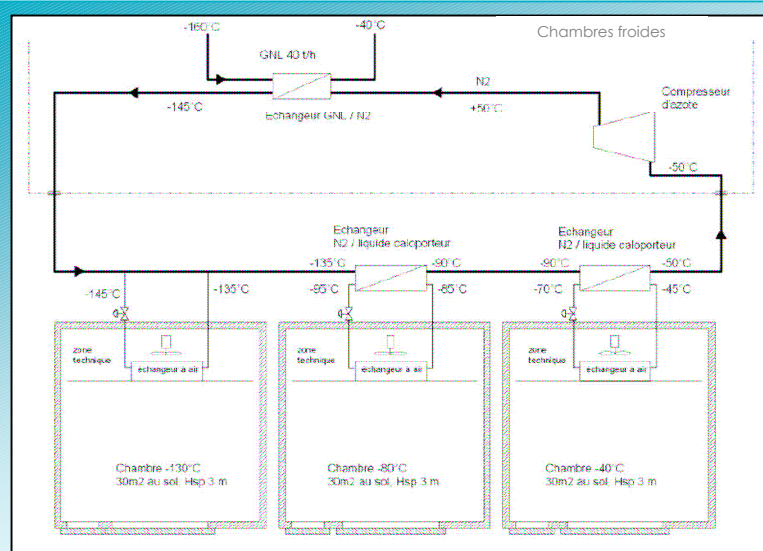 Chambres froides
-160°C
-40°C
GNL 40 t/h
N2
Compresseur
d'azote
-145°C
+50°C
Echangeur GNL / N2
-50°C
Echangeur
N2 / liquide caloporteur
Echangeur
N2 / liquide caloporteur
-135°C
-90°C
-90°C
-50°C
-145°C
-135°C
-95°C
-85°C
-70°C
-45°C
zone
technique
échangeur à air
zone
technique
échangeur à air
zone
technique
échangeur à air
Chambre -130°C
30m2 au sol, Hsp 3 m
Chambre -80°C
30m2 au sol, Hsp 3 m
Chambre -40°C
30m2 au sol, Hsp 3 m